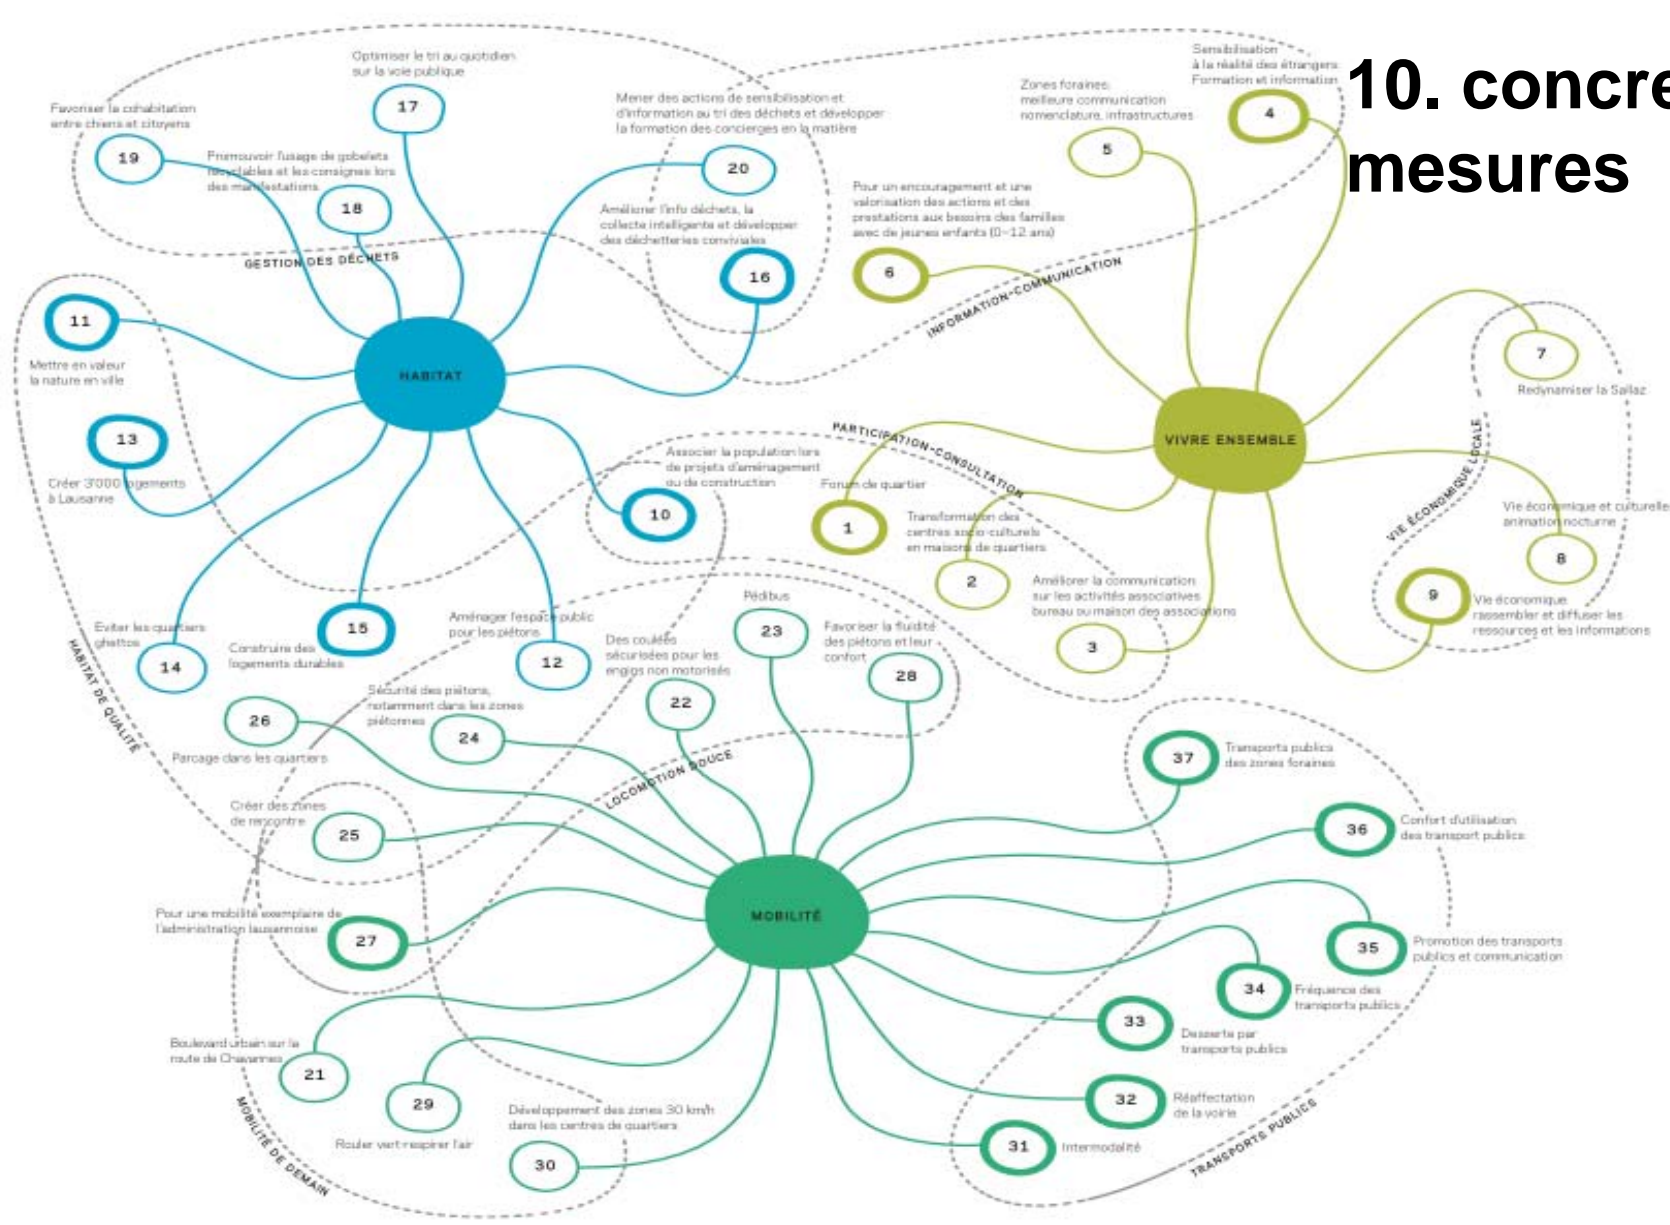 10. concre
mesures
Optimiser le tri au quotidien
sur la voie publique
17
Favoriser la cohabitation
entre chiens et citoyens
19
Promouvoir l'usage de gobelets
recyclables et les consignes lors
des manifestations
18
Mener des actions de sensibilisation et
d'information au tri des déchets et développer
la formation des concierges en la matière
20
Améliorer l'info déchets, la
collecte intelligente et développer
des déchetteries conviviales
16
GESTION DES DÉCHETS
11
Mettre en valeur
la nature en ville
HABITAT
13
Créer 3'000 logements
à Lausanne
Associer la population lors
de projets d'aménagement
ou de construction
10
Eviter les quartiers
ghettos
14
Construire des
logements durables
15
Aménager l'espace public
pour les piétons
12
HABITAT DE QUALITÉ
Sensibilisation
à la réalité des étrangers
Formation et information
4
Zones foraines:
meilleure communication
nomenclature, infrastructures
5
Pour un encouragement et une
valorisation des actions et des
prestations aux besoins des familles
avec de jeunes enfants (0-12 ans)
6
INFORMATION-COMMUNICATION
VIVRE ENSEMBLE
7
Redynamiser la Sallaz
VIE ÉCONOMIQUE LOCALE
Vie économique et culturelle
animation nocturne
8
9
Vie économique
rassembler et diffuser les
ressources et les informations
PARTICIPATION-CONSULTATION
Forum de quartier
1
Transformation des
centres socio-culturels
en maisons de quartiers
2
Améliorer la communication
sur les activités associatives
bureau ou maison des associations
3
Pédibus
23
Des coulées
sécurisées pour les
engigs non motorisés
22
Favoriser la fluidité
des piétons et leur
confort
28
Sécurité des piétons,
notamment dans les zones
piétonnes
24
26
Parcage dans les quartiers
LOCOMOTION DOUCE
Créer des zones
de rencontre
25
Pour une mobilité exemplaire de
l'administration lausannoise
27
MOBILITÉ
Boulevard urbain sur la
route de Chavannes
21
29
Rouler vert-respirer l'air
Développement des zones 30 km/h
dans les centres de quartiers
30
MOBILITÉ DE DEMAIN
37
Transports publics
des zones foraines
36
Confort d'utilisation
des transport publics
35
Promotion des transports
publics et communication
34
Fréquence des
transports publics
33
Desserte par
transports publics
32
Réaffectation
de la voirie
31
Intermodalité
TRANSPORTS PUBLICS